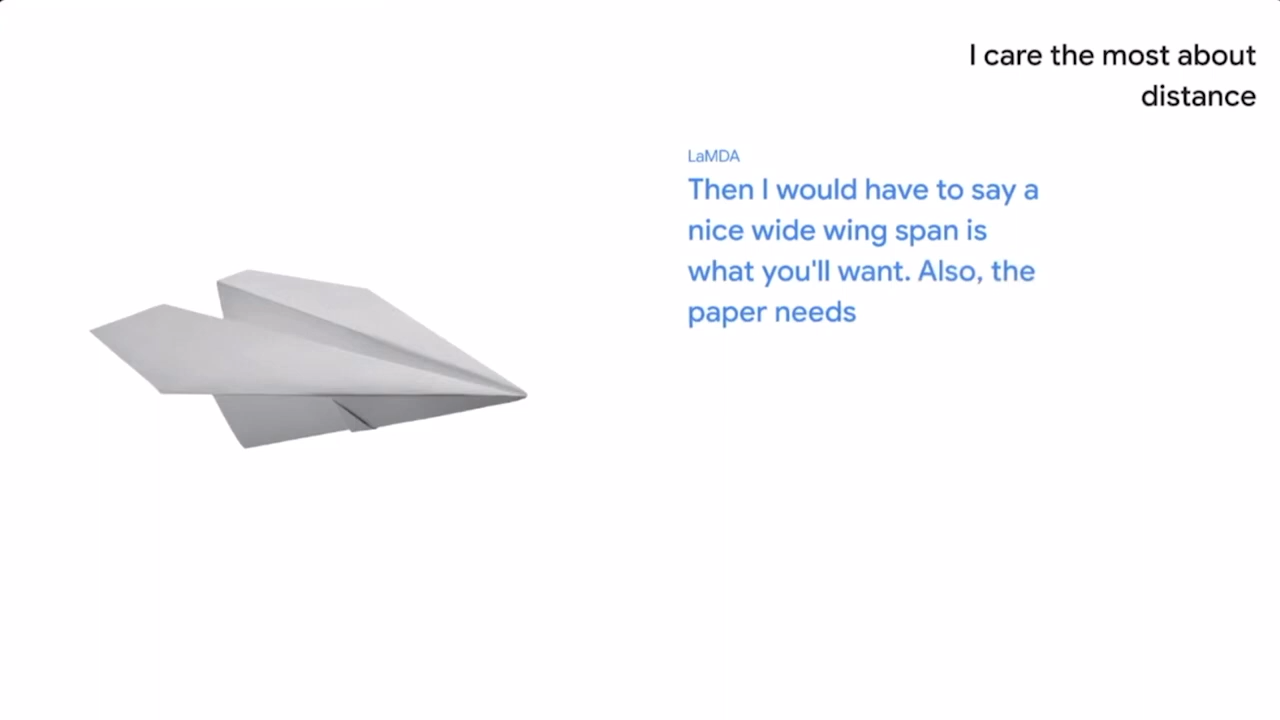 I care the most about
distance
LaMDA
Then I would have to say a
nice wide wing span is
what you'll want. Also, the
paper needs